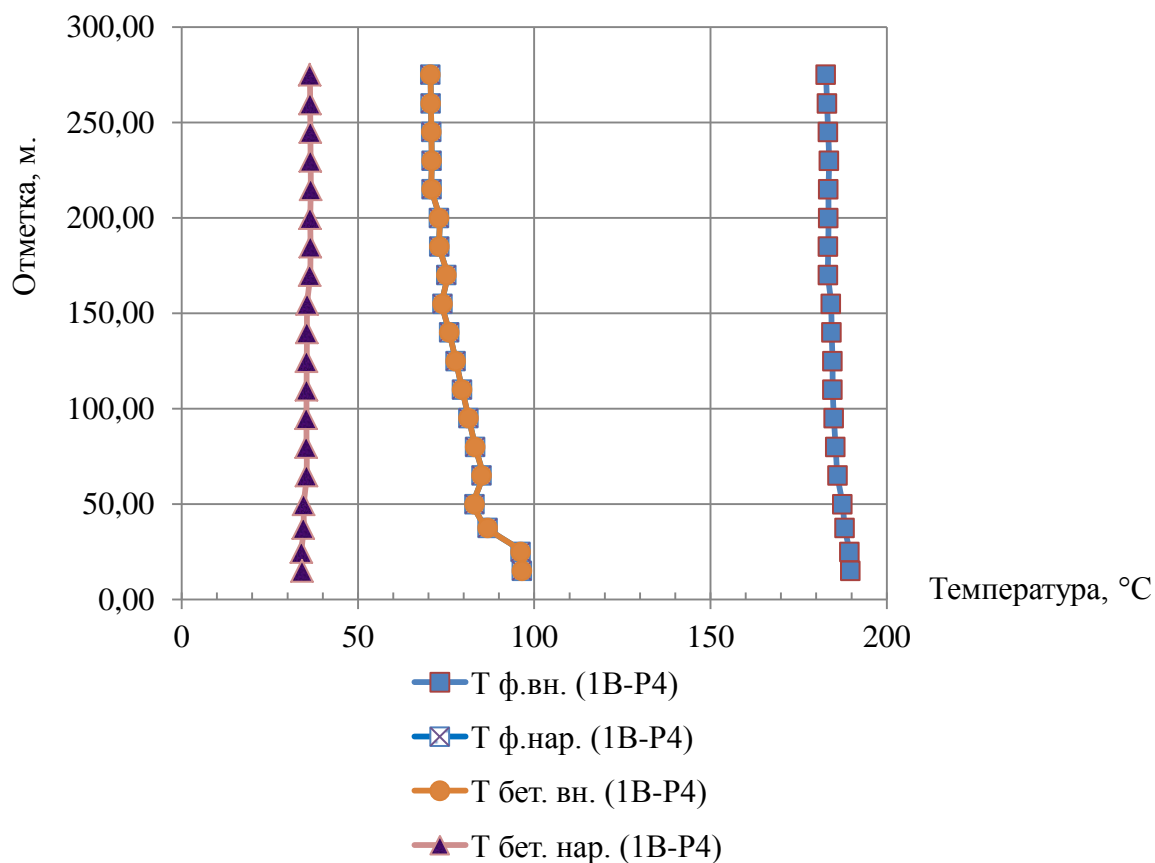 300,00
250,00
200,00
150,00
100,00
50,00
0,00
Отметка, м.
0
50
100
150
200
Температура, °С
Т ф.вн. (1В-Р4)
Т ф.нар. (1В-Р4)
Т бет. вн. (1В-Р4)
Т бет. нар. (1В-Р4)